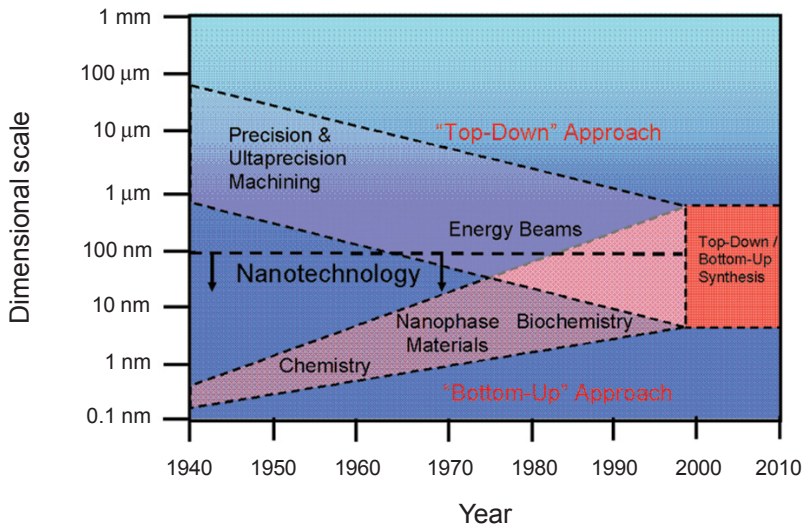 1 mm
100 µm
10 µm
1 µm
100 nm
10 nm
1 nm
0.1 nm
Dimensional scale
"Top-Down" Approach
Precision &
Ultaprecision
Machining
Energy Beams
Top-Down /
Bottom-Up
Synthesis
Nanotechnology
Nanophase
Materials
Biochemistry
Chemistry
"Bottom-Up" Approach
1940 1950 1960 1970 1980 1990 2000 2010
Year